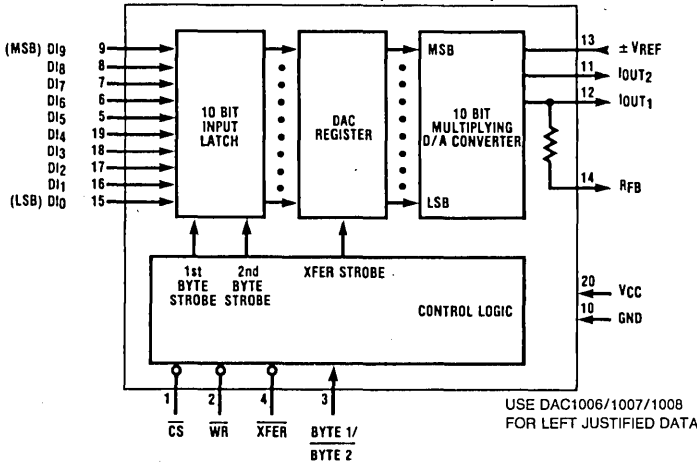 (MSB) DI9 9
DI8 8
DI7 7
DI6 6
DI5 5
DI4 19
DI3 18
DI2 17
DI1 16
(LSB) DI0 15
10 BIT
INPUT
LATCH
DAC
REGISTER
MSB
10 BIT
MULTIPLYING
D/A CONVERTER
LSB
13 ± VREF
11 IOUT2
12 IOUT1
14 RFB
1st
BYTE
STROBE
2nd
BYTE
STROBE
XFER STROBE
CONTROL LOGIC
20 VCC
10 GND
1 2 4 3
CS WR XFER BYTE 1/
BYTE 2
USE DAC1006/1007/1008
FOR LEFT JUSTIFIED DATA